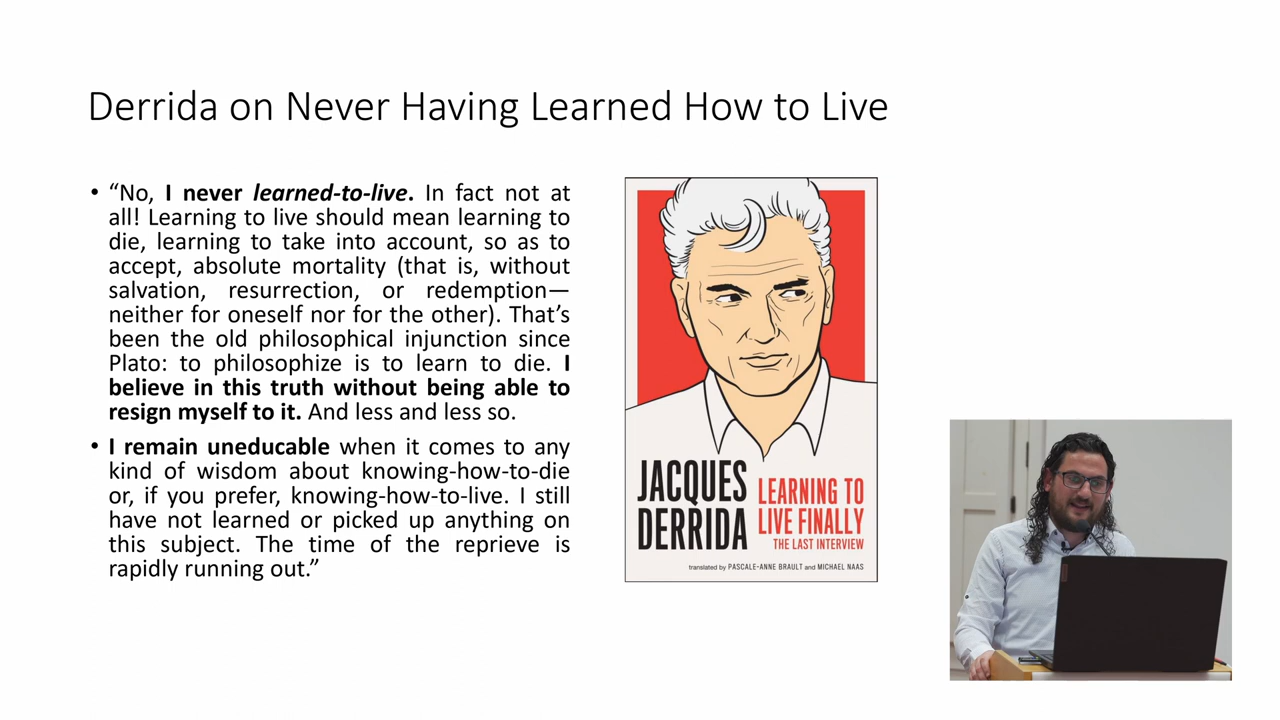 Derrida on Never Having Learned How to Live
• “No, I never learned-to-live. In fact not at
all! Learning to live should mean learning to
die, learning to take into account, so as to
accept, absolute mortality (that is, without
salvation, resurrection, or redemption—
neither for oneself nor for the other). That’s
been the old philosophical injunction since
Plato: to philosophize is to learn to die. I
believe in this truth without being able to
resign myself to it. And less and less so.
• I remain uneducable when it comes to any
kind of wisdom about knowing-how-to-die
or, if you prefer, knowing-how-to-live. I still
have not learned or picked up anything on
this subject. The time of the reprieve is
rapidly running out.”
JACQUES
DERRIDA
LEARNING TO
LIVE FINALLY
THE LAST INTERVIEW
translated by PASCALE-ANNE BRAULT and MICHAEL NAAS